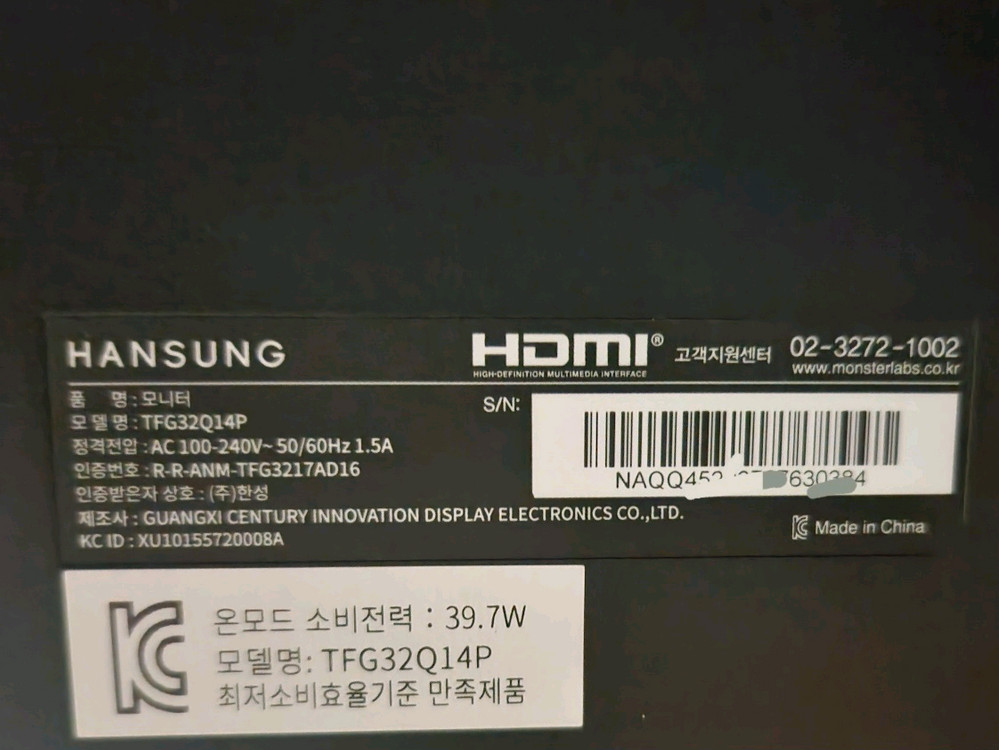 HANSUNG
HDMI®
HIGH-DEFINITION MULTIMEDIA INTERFACE
고객지원센터 02-3272-1002
www.monsterlabs.co.kr
품 명 : 모니터
모 델 명 : TFG32Q14P
정격전압 : AC 100-240V~ 50/60Hz 1.5A
인증번호 : R-R-ANM-TFG3217AD16
인증받은자 상호 : (주)한성
제조사 : GUANGXI CENTURY INNOVATION DISPLAY ELECTRONICS CO.,LTD.
KC ID : XU10155720008A
S/N:
Made in China
온모드 소비전력 : 39.7W
모델명: TFG32Q14P
최저소비효율기준 만족제품